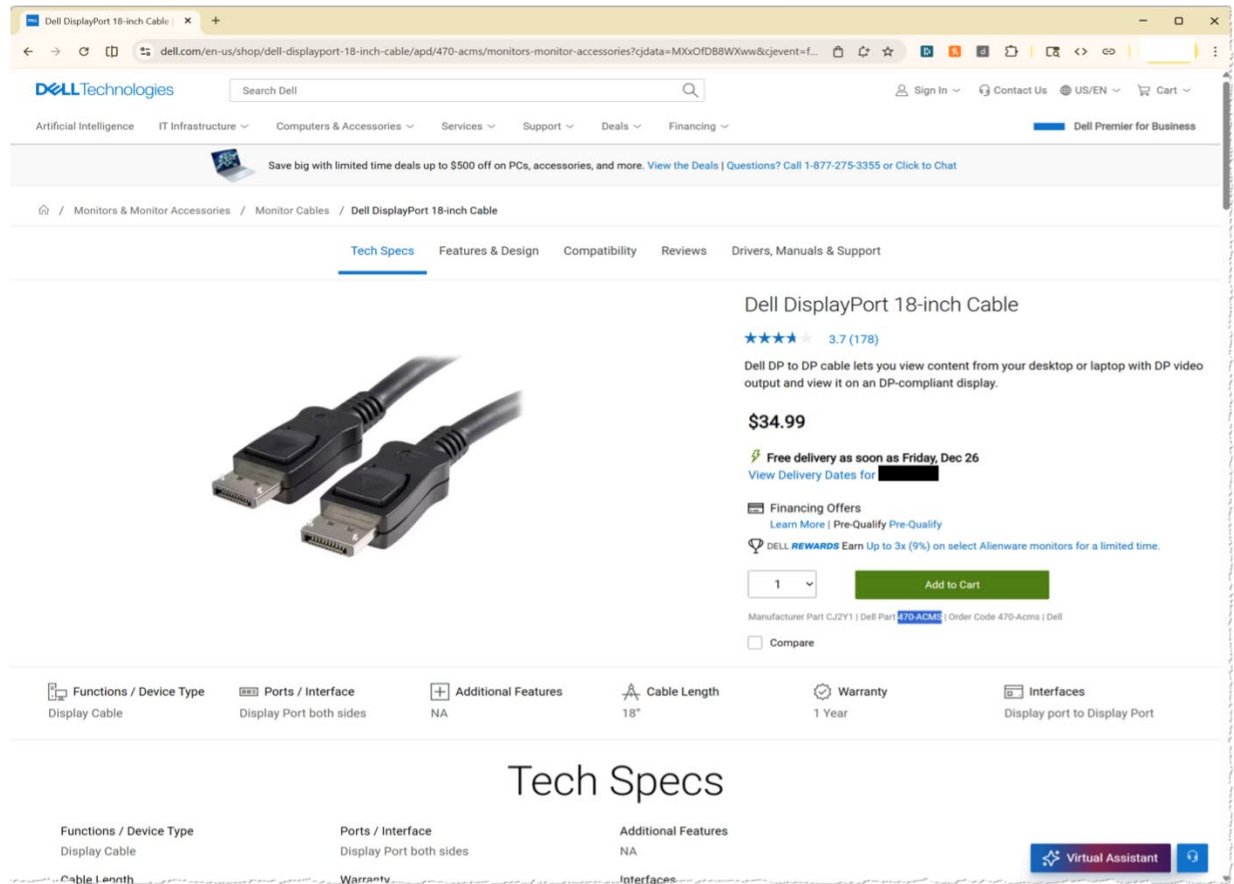 Dell DisplayPort 18-inch Cable |
dell.com/en-us/shop/dell-displayport-18-inch-cable/apd/470-acms/monitors-monitor-accessories?cjdata=MXxOfDB8WXww&cjevent=f...
DELLTechnologies
Search Dell
Sign In
Contact Us
US/EN
Cart
Artificial Intelligence IT Infrastructure Computers & Accessories Services Support Deals Financing
Dell Premier for Business
Save big with limited time deals up to $500 off on PCs, accessories, and more. View the Deals | Questions? Call 1-877-275-3355 or Click to Chat
/ Monitors & Monitor Accessories / Monitor Cables / Dell DisplayPort 18-inch Cable
Tech Specs Features & Design Compatibility Reviews Drivers, Manuals & Support
Dell DisplayPort 18-inch Cable
3.7 (178)
Dell DP to DP cable lets you view content from your desktop or laptop with DP video
output and view it on an DP-compliant display.
$34.99
Free delivery as soon as Friday, Dec 26
View Delivery Dates for
Financing Offers
Learn More | Pre-Qualify Pre-Qualify
DELL REWARDS Earn Up to 3x (9%) on select Alienware monitors for a limited time.
1
Add to Cart
Manufacturer Part CJ2Y1 | Dell Part 470-ACMS | Order Code 470-Acms | Dell
Compare
Functions / Device Type Ports / Interface Additional Features Cable Length Warranty Interfaces
Display Cable Display Port both sides NA 18" 1 Year Display port to Display Port
Tech Specs
Functions / Device Type Ports / Interface Additional Features
Display Cable Display Port both sides NA
Virtual Assistant
Cable Length Warranty Interfaces